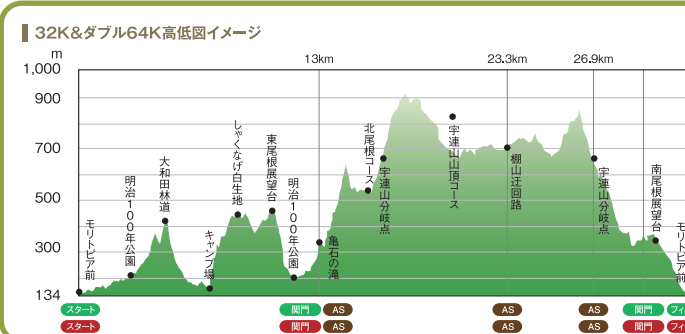 32K&ダブル64K高低図イメージ
m
13km
23.3km
26.9km
1,000
900
700
500
300
134
モリトピア前
明治100年公園
大和田林道
キャンプ場
しゃくなげ自生地
東尾根展望台
明治100年公園
亀石の滝
北尾根コース
宇連山分岐点
宇連山山頂コース
棚山迂回路
宇連山分岐点
南尾根展望台
モリトピア前
スタート
関門
AS
AS
AS
関門
フィ
スタート
関門
AS
AS
AS
関門
フィ